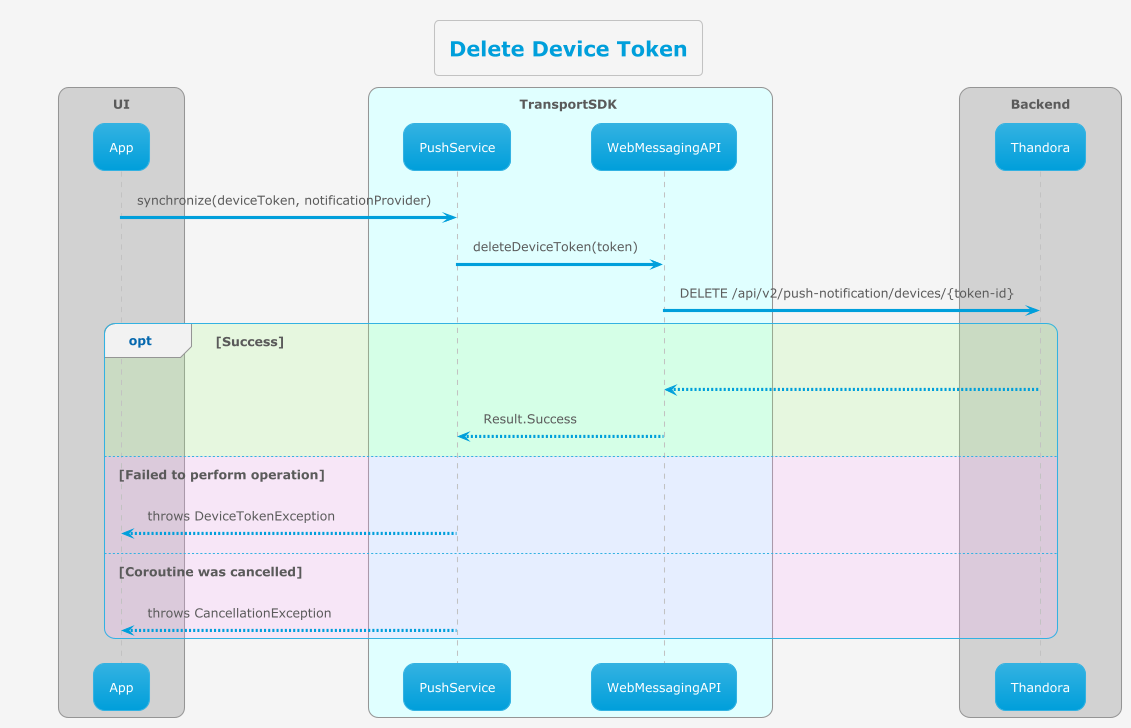 Delete Device Token
UI
TransportSDK
Backend
App
PushService
WebMessagingAPI
Thandora
synchronize(deviceToken, notificationProvider)
deleteDeviceToken(token)
DELETE /api/v2/push-notification/devices/{token-id}
opt
[Success]
Result.Success
[Failed to perform operation]
throws DeviceTokenException
[Coroutine was cancelled]
throws CancellationException
App
PushService
WebMessagingAPI
Thandora